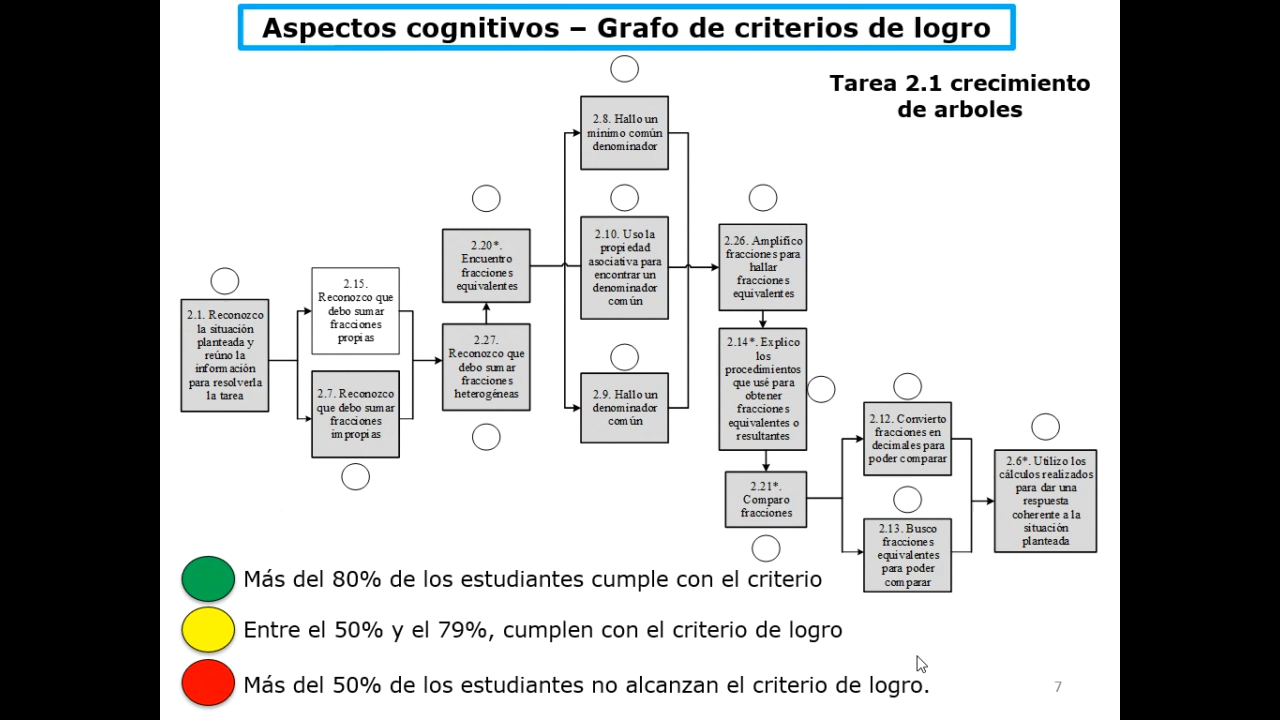 Aspectos cognitivos – Grafo de criterios de logro
Tarea 2.1 crecimiento
de arboles
2.1. Reconozco
la situación
planteada y
reúno la
información
para resolverla
la tarea
2.15.
Reconozco que
debo sumar
fracciones
propias
2.7. Reconozco
que debo sumar
fracciones
impropias
2.20*.
Encuentro
fracciones
equivalentes
2.27.
Reconozco que
debo sumar
fracciones
heterogéneas
2.8. Hallo un
mínimo común
denominador
2.10. Uso la
propiedad
asociativa para
encontrar un
denominador
común
2.9. Hallo un
denominador
común
2.26. Amplifico
fracciones para
hallar
fracciones
equivalentes
2.14*. Explico
los
procedimientos
que usé para
obtener
fracciones
equivalentes o
resultantes
2.21*.
Comparo
fracciones
2.12. Convierto
fracciones en
decimales para
poder comparar
2.13. Busco
fracciones
equivalentes
para poder
comparar
2.6*. Utilizo los
cálculos realizados
para dar una
respuesta
coherente a la
situación
planteada
Más del 80% de los estudiantes cumple con el criterio
Entre el 50% y el 79%, cumplen con el criterio de logro
Más del 50% de los estudiantes no alcanzan el criterio de logro.
7